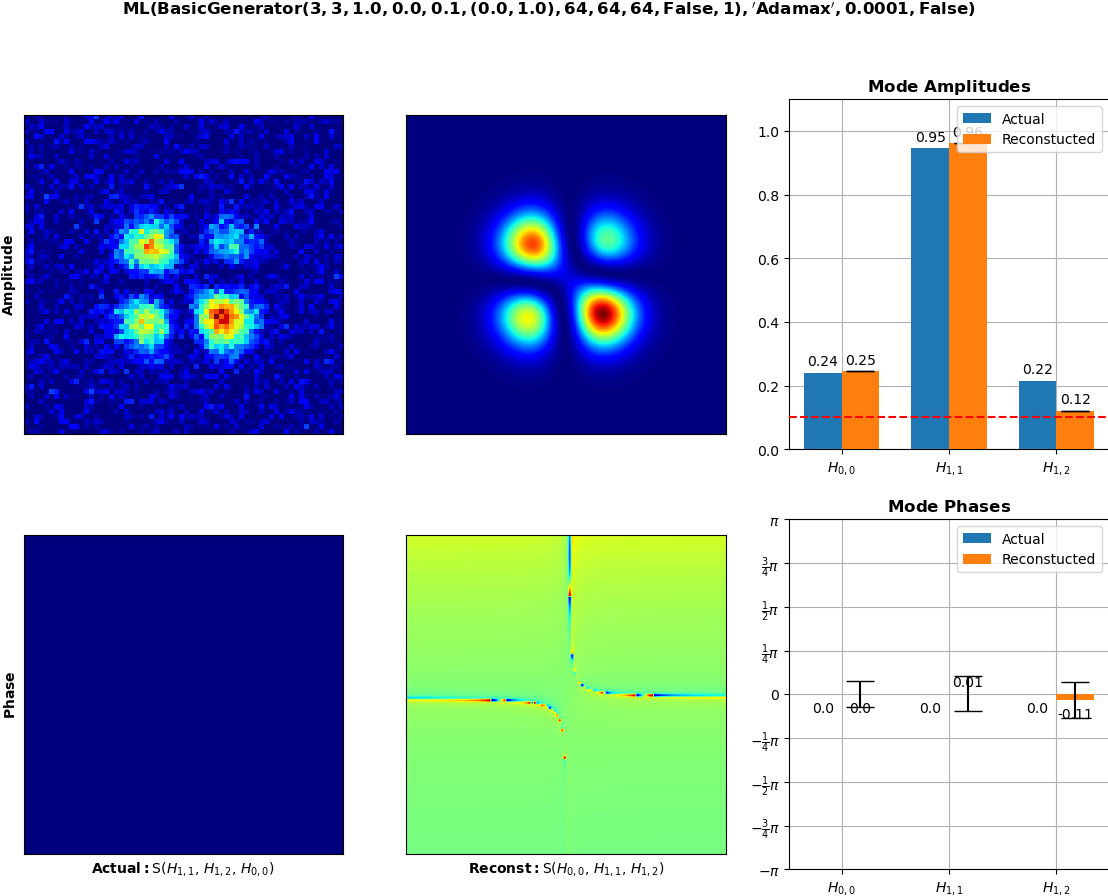 ML(BasicGenerator(3, 3, 1.0, 0.0, 0.1, (0.0, 1.0), 64, 64, 64, False, 1), ′Adamax′, 0.0001, False)
Amplitude
Mode Amplitudes
Actual
Reconstucted
1.0
0.8
0.6
0.4
0.2
0.0
0.24
0.25
0.95
0.96
0.22
0.12
H0,0
H1,1
H1,2
Phase
Actual: S(H1,1, H1,2, H0,0)
Reconst: S(H0,0, H1,1, H1,2)
Mode Phases
Actual
Reconstucted
π
3/4π
1/2π
1/4π
0
−1/4π
−1/2π
−3/4π
−π
0.0
0.0
0.0
0.01
0.0
-0.11
H0,0
H1,1
H1,2